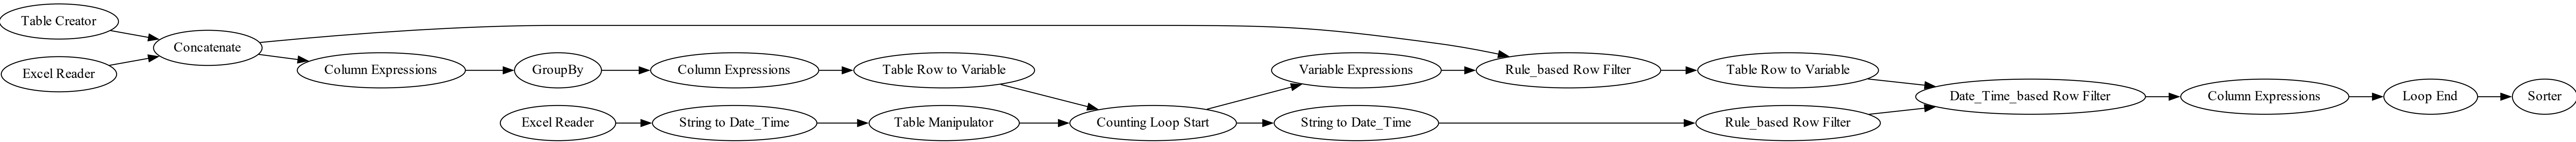 Table Creator
Excel Reader
Concatenate
Column Expressions
GroupBy
Column Expressions
Table Row to Variable
Excel Reader
String to Date_Time
Table Manipulator
Counting Loop Start
Variable Expressions
String to Date_Time
Rule_based Row Filter
Table Row to Variable
Rule_based Row Filter
Date_Time_based Row Filter
Column Expressions
Loop End
Sorter